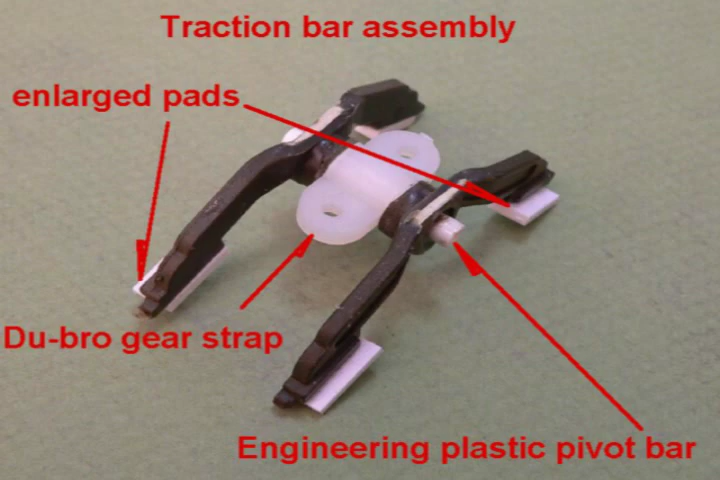 Traction bar assembly
enlarged pads
Du-bro gear strap
Engineering plastic pivot bar